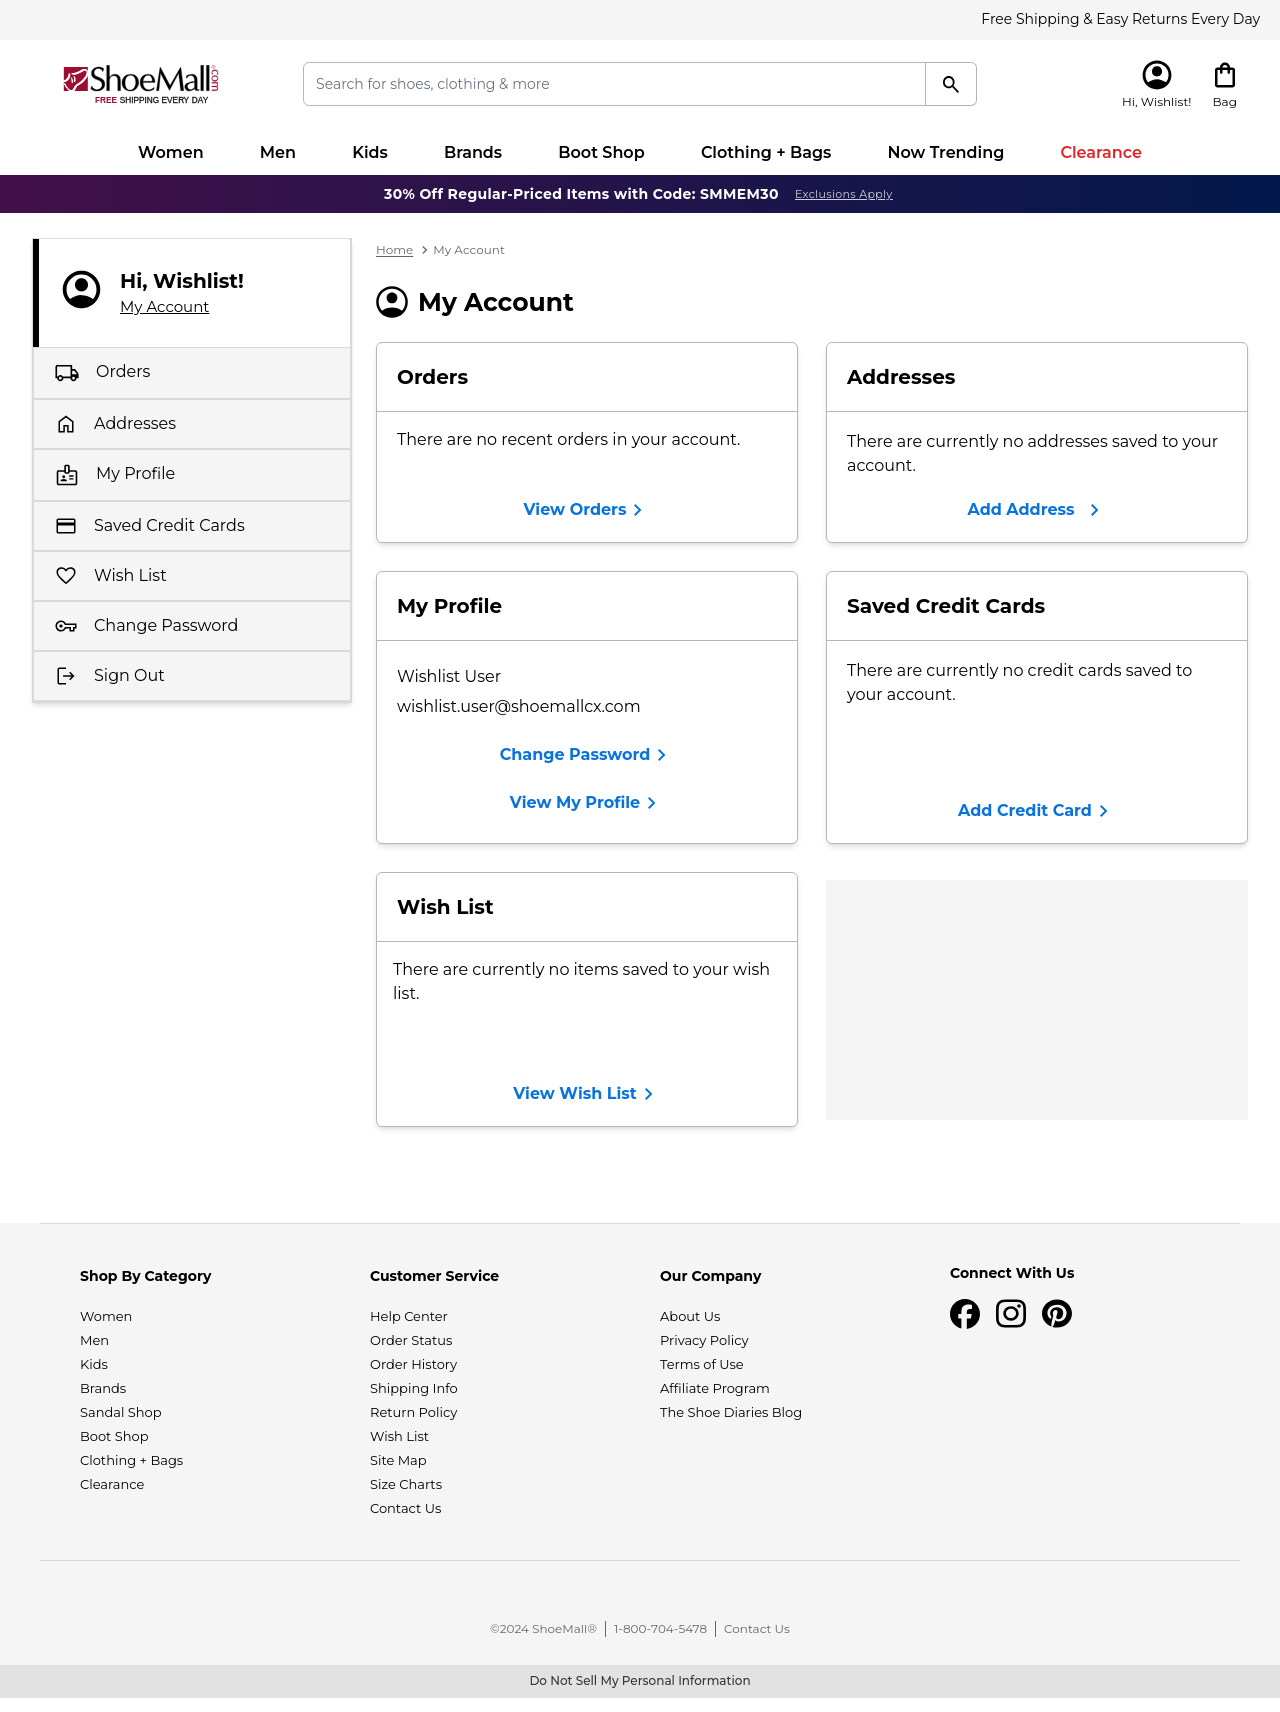 Free Shipping & Easy Returns Every Day
ShoeMall.com
FREE SHIPPING EVERY DAY
Search for shoes, clothing & more
Hi, Wishlist!
Bag
Women
Men
Kids
Brands
Boot Shop
Clothing + Bags
Now Trending
Clearance
30% Off Regular-Priced Items with Code: SMMEM30 Exclusions Apply
Hi, Wishlist!
My Account
Orders
Addresses
My Profile
Saved Credit Cards
Wish List
Change Password
Sign Out
Home > My Account
My Account
Orders
There are no recent orders in your account.
View Orders
Addresses
There are currently no addresses saved to your
account.
Add Address
My Profile
Wishlist User
wishlist.user@shoemallcx.com
Change Password
View My Profile
Saved Credit Cards
There are currently no credit cards saved to
your account.
Add Credit Card
Wish List
There are currently no items saved to your wish
list.
View Wish List
Shop By Category
Women
Men
Kids
Brands
Sandal Shop
Boot Shop
Clothing + Bags
Clearance
Customer Service
Help Center
Order Status
Order History
Shipping Info
Return Policy
Wish List
Site Map
Size Charts
Contact Us
Our Company
About Us
Privacy Policy
Terms of Use
Affiliate Program
The Shoe Diaries Blog
Connect With Us
©2024 ShoeMall® | 1-800-704-5478 | Contact Us
Do Not Sell My Personal Information